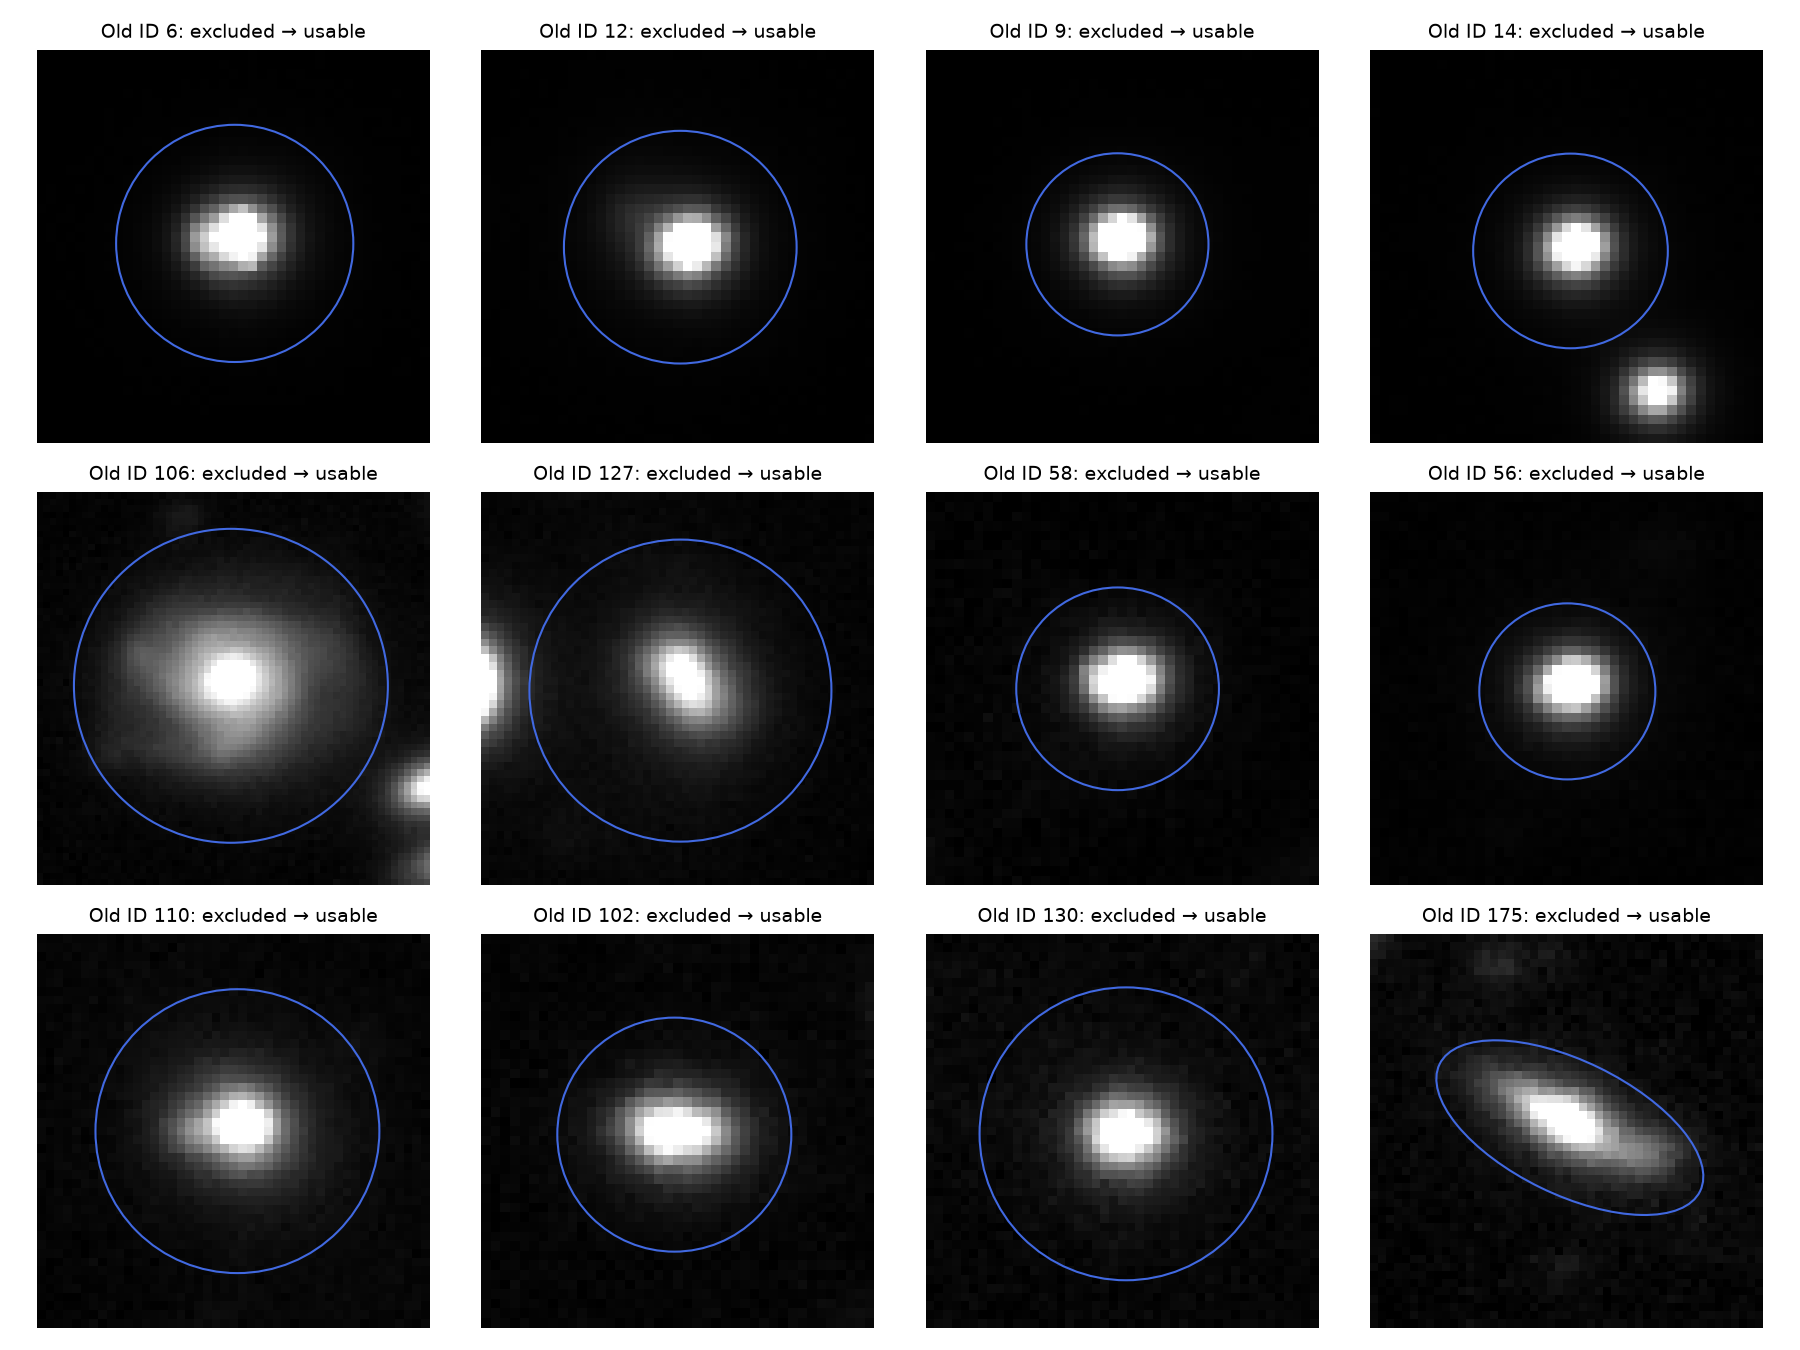 Old ID 6: excluded → usable
Old ID 12: excluded → usable
Old ID 9: excluded → usable
Old ID 14: excluded → usable
Old ID 106: excluded → usable
Old ID 127: excluded → usable
Old ID 58: excluded → usable
Old ID 56: excluded → usable
Old ID 110: excluded → usable
Old ID 102: excluded → usable
Old ID 130: excluded → usable
Old ID 175: excluded → usable